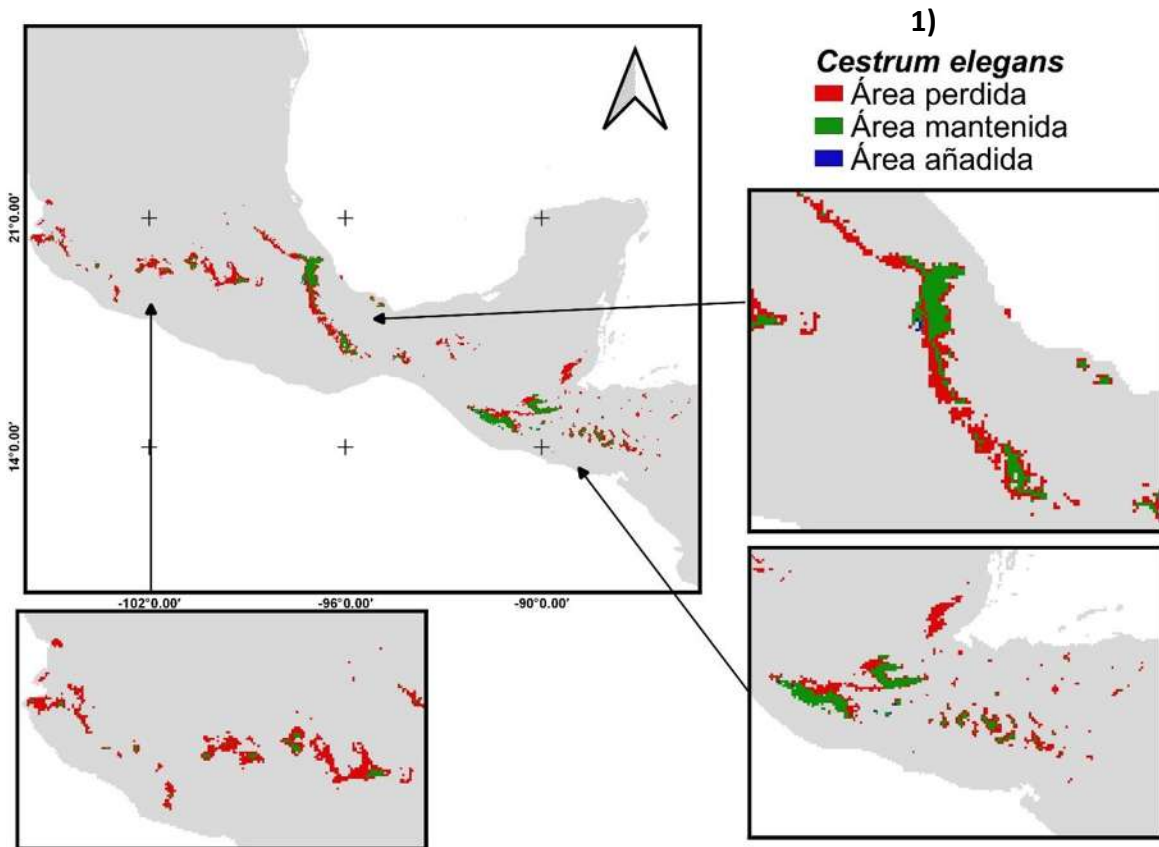 1)
Cestrum elegans
Área perdida
Área mantenida
Área añadida
21°0.00'
14°0.00'
-102°0.00'
-96°0.00'
-90°0.00'